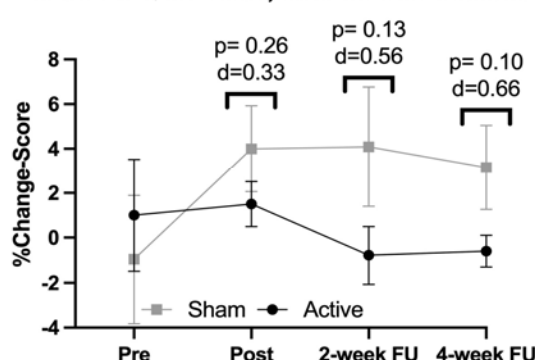 p= 0.26
d=0.33
p= 0.13
d=0.56
p= 0.10
d=0.66
%Change-Score
8
6
4
2
0
-2
-4
Sham
Active
Pre
Post
2-week FU
4-week FU